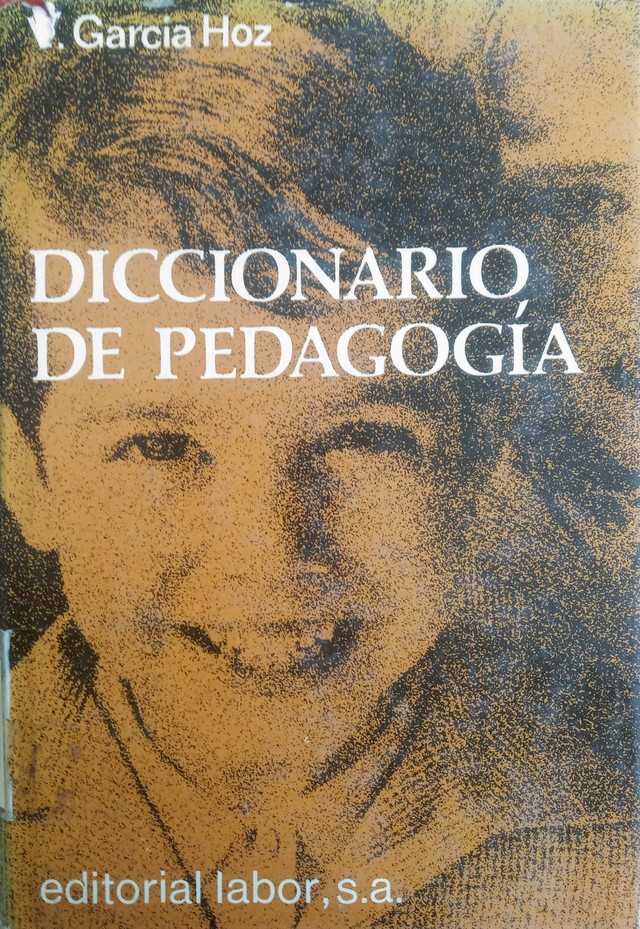 V. García Hoz
DICCIONARIO
DE PEDAGOGÍA
editorial labor, s.a.